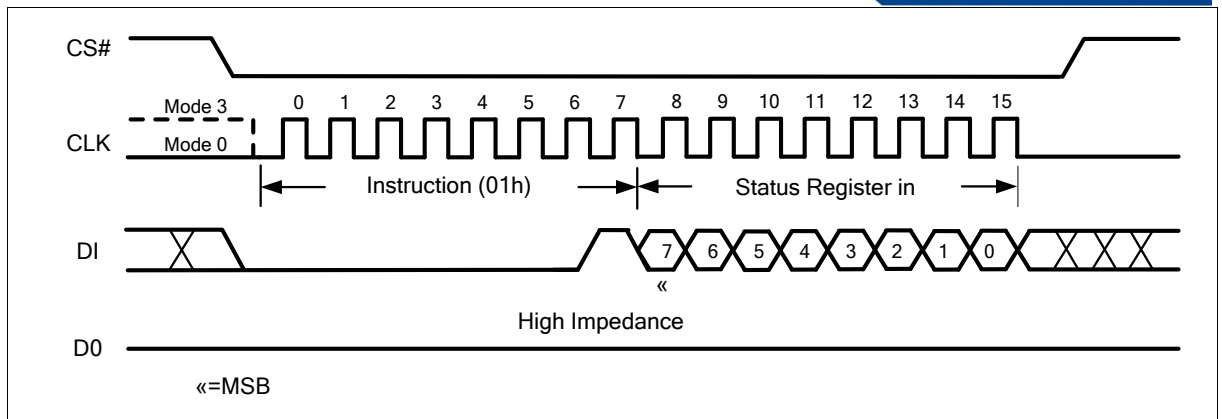 CS#
Mode 3
0 1 2 3 4 5 6 7 8 9 10 11 12 13 14 15
CLK
Mode 0
Instruction (01h)
Status Register in
DI
7 6 5 4 3 2 1 0
«
High Impedance
D0
«=MSB